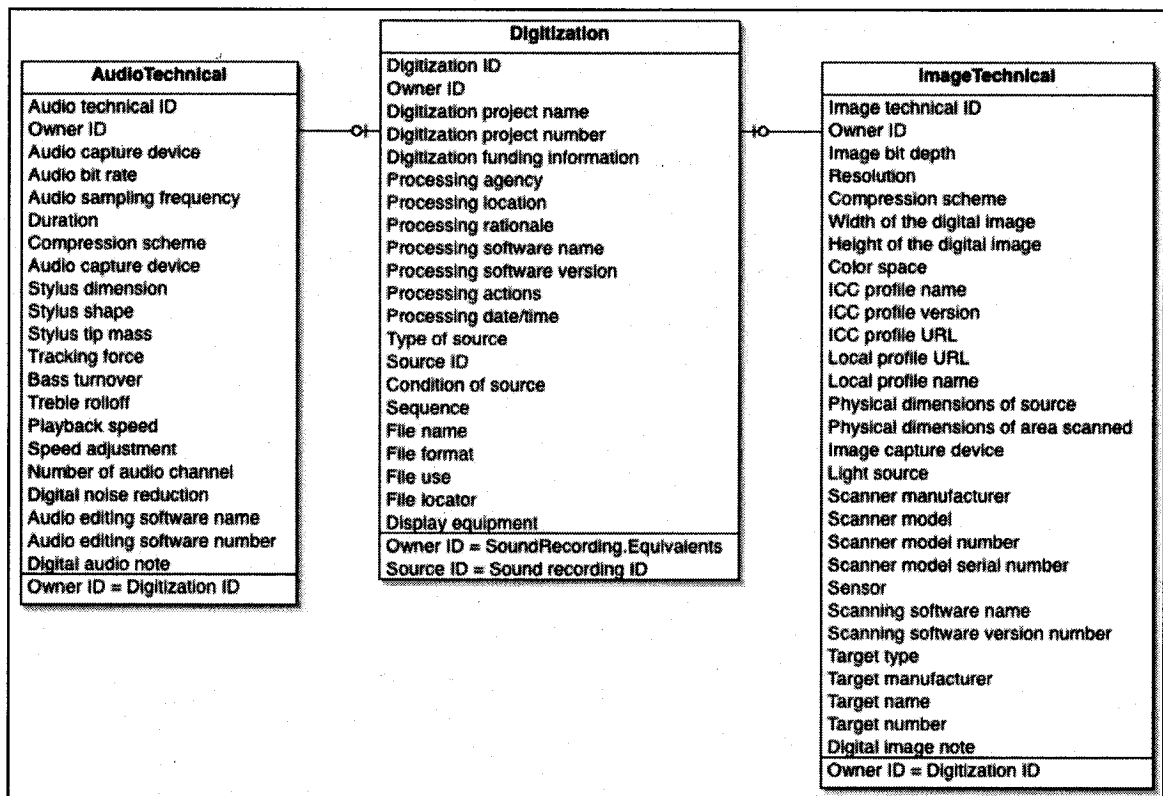 AudioTechnical
Audio technical ID
Owner ID
Audio capture device
Audio bit rate
Audio sampling frequency
Duration
Compression scheme
Audio capture device
Stylus dimension
Stylus shape
Stylus tip mass
Tracking force
Bass turnover
Treble rolloff
Playback speed
Speed adjustment
Number of audio channel
Digital noise reduction
Audio editing software name
Audio editing software number
Digital audio note
Owner ID = Digitization ID
Digitization
Digitization ID
Owner ID
Digitization project name
Digitization project number
Digitization funding information
Processing agency
Processing location
Processing rationale
Processing software name
Processing software version
Processing actions
Processing date/time
Type of source
Source ID
Condition of source
Sequence
File name
File format
File use
File locator
Display equipment
Owner ID = SoundRecording.Equivalents
Source ID = Sound recording ID
ImageTechnical
Image technical ID
Owner ID
Image bit depth
Resolution
Compression scheme
Width of the digital image
Height of the digital image
Color space
ICC profile name
ICC profile version
ICC profile URL
Local profile URL
Local profile name
Physical dimensions of source
Physical dimensions of area scanned
Image capture device
Light source
Scanner manufacturer
Scanner model
Scanner model number
Scanner model serial number
Sensor
Scanning software name
Scanning software version number
Target type
Target manufacturer
Target name
Target number
Digital image note
Owner ID = Digitization ID